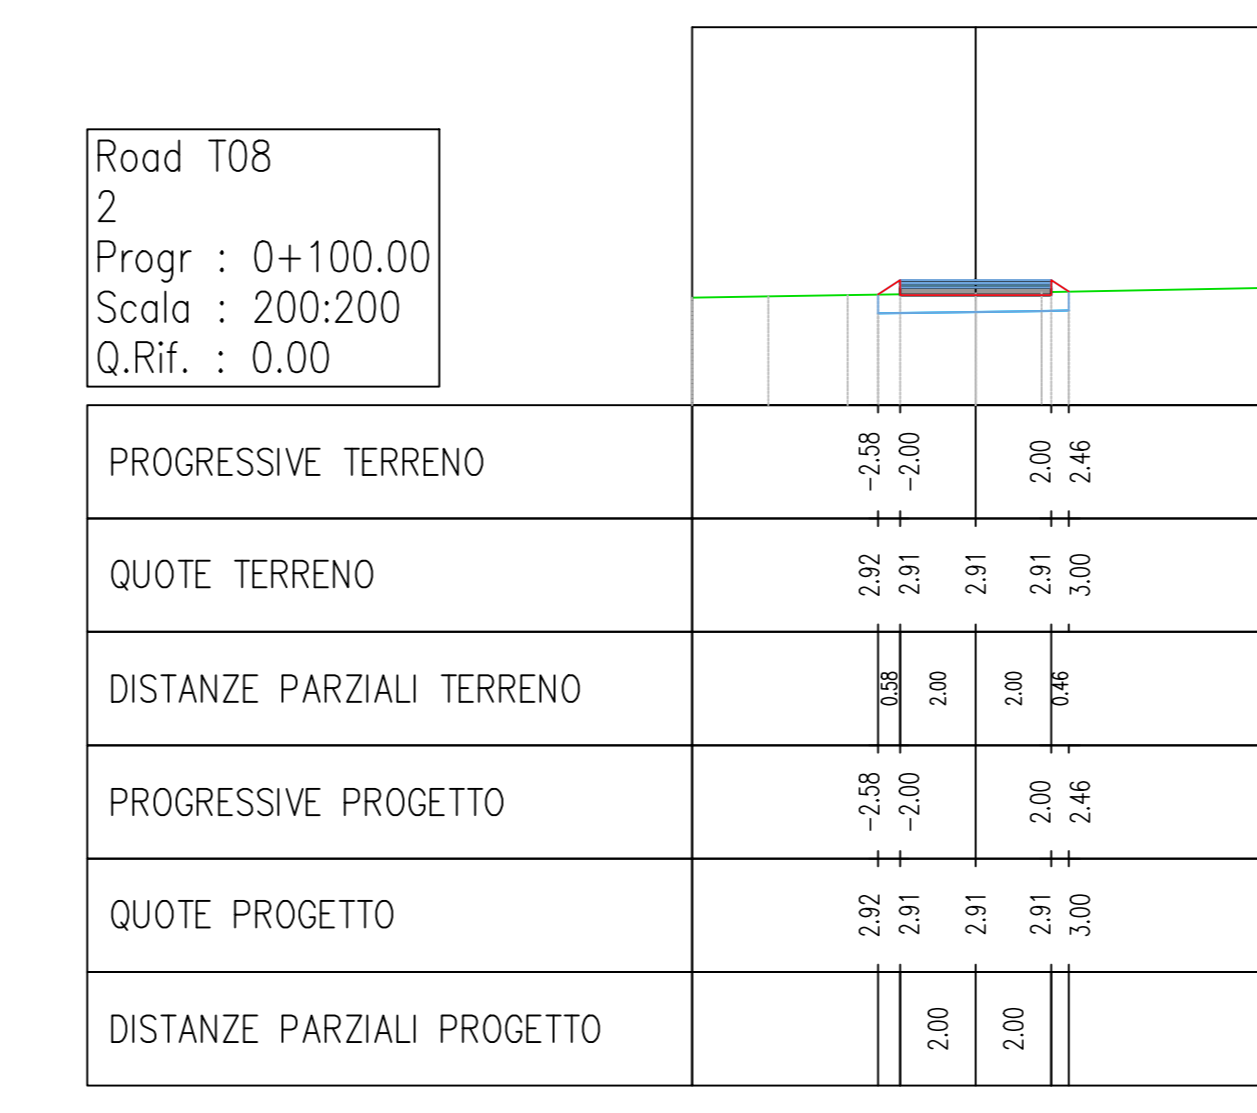 Road T08
2
Progr : 0+100.00
Scala : 200:200
Q.Rif. : 0.00
PROGRESSIVE TERRENO -2.58 -2.00 2.00 2.46
QUOTE TERRENO 2.92 2.91 2.91 2.91 3.00
DISTANZE PARZIALI TERRENO 0.58 2.00 2.00 0.46
PROGRESSIVE PROGETTO -2.58 -2.00 2.00 2.46
QUOTE PROGETTO 2.92 2.91 2.91 2.91 3.00
DISTANZE PARZIALI PROGETTO 2.00 2.00